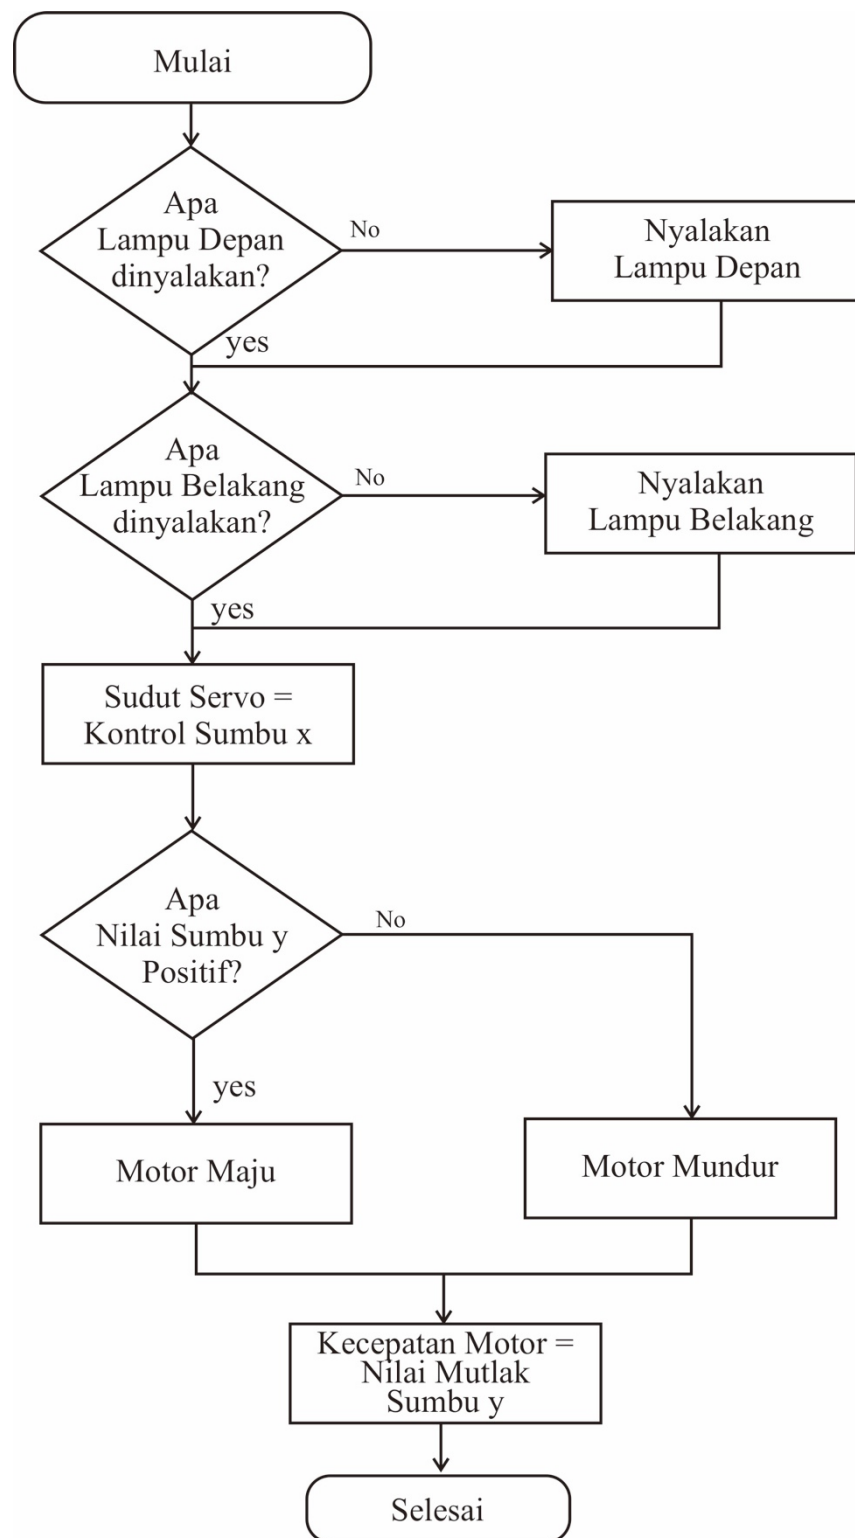 Mulai
Apa
Lampu Depan
dinyalakan?
No
Nyalakan
Lampu Depan
yes
Apa
Lampu Belakang
dinyalakan?
No
Nyalakan
Lampu Belakang
yes
Sudut Servo =
Kontrol Sumbu x
Apa
Nilai Sumbu y
Positif?
No
yes
Motor Maju
Motor Mundur
Kecepatan Motor =
Nilai Mutlak
Sumbu y
Selesai